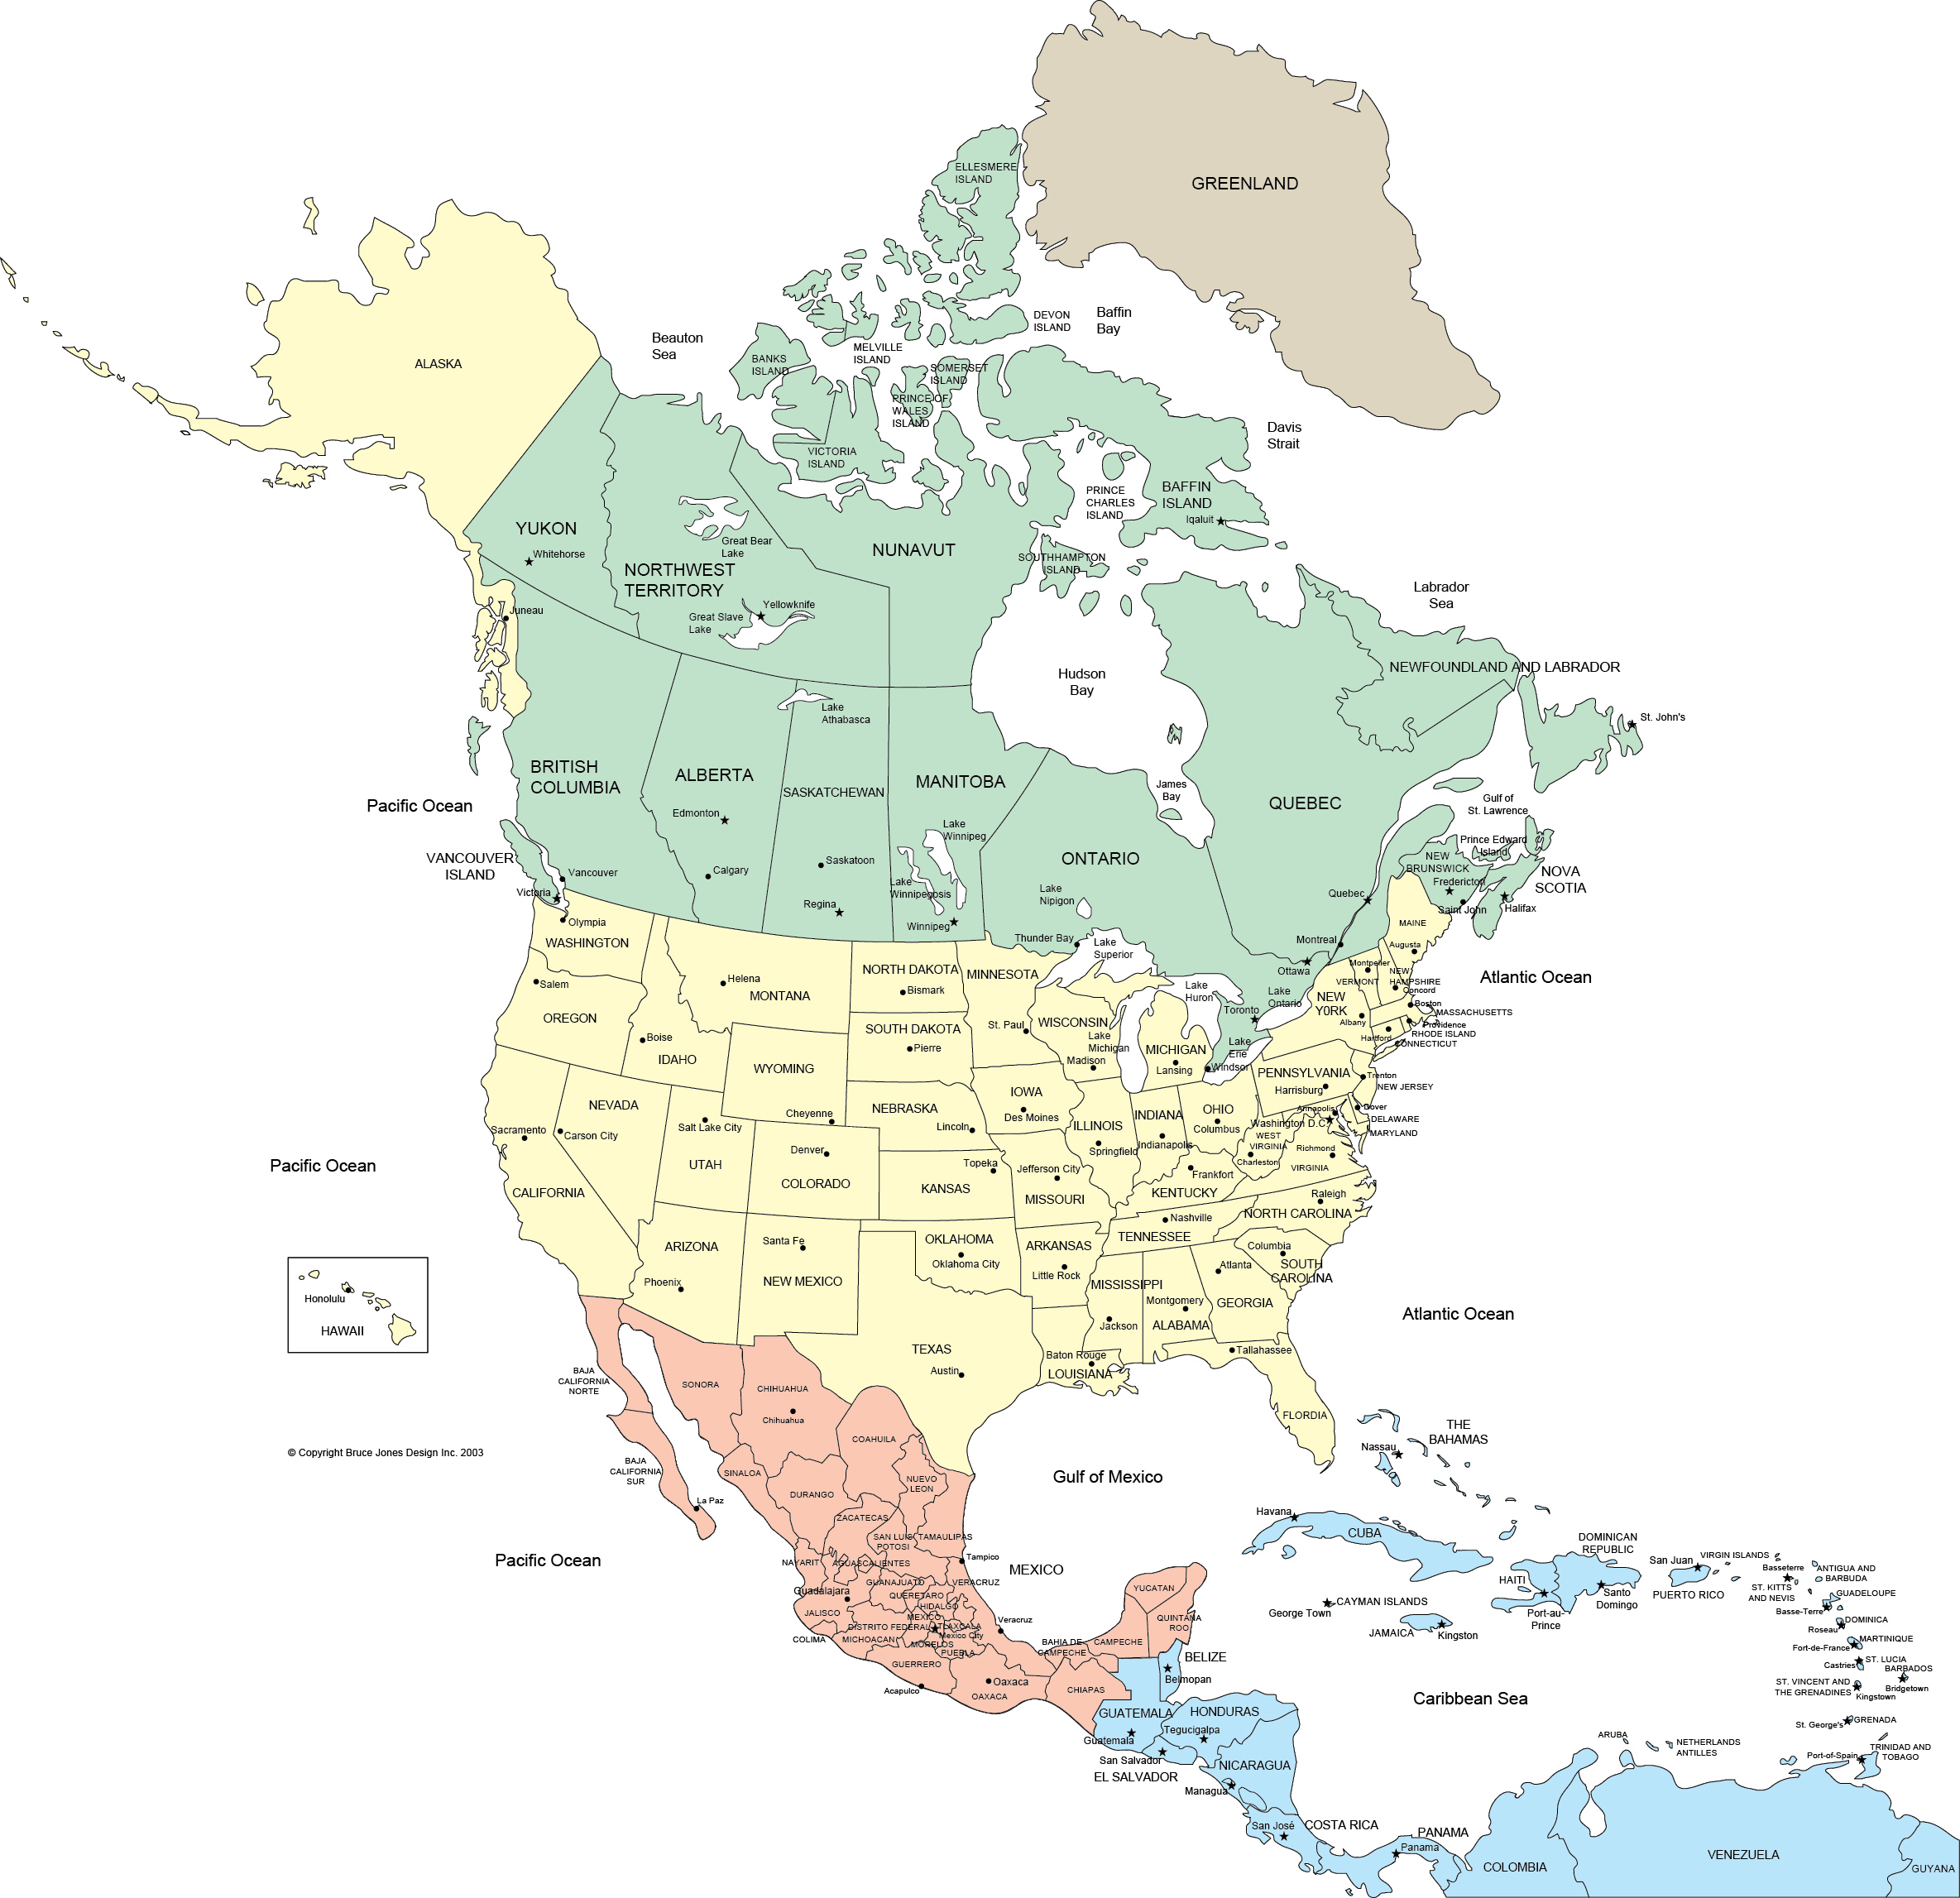 GREENLAND
ELLESMERE
ISLAND
DEVON
ISLAND
Baffin
Bay
Beauton
Sea
ALASKA
BANKS
ISLAND
MELVILLE
ISLAND
SOMERSET
ISLAND
PRINCE OF
WALES
ISLAND
VICTORIA
ISLAND
Davis
Strait
PRINCE
CHARLES
ISLAND
BAFFIN
ISLAND
Iqaluit
YUKON
Whitehorse
Great Bear
Lake
NORTHWEST
TERRITORY
NUNAVUT
SOUTHHAMPTON
ISLAND
Yellowknife
Great Slave
Lake
Juneau
Labrador
Sea
Hudson
Bay
NEWFOUNDLAND AND LABRADOR
St. John's
Lake
Athabasca
BRITISH
COLUMBIA
ALBERTA
SASKATCHEWAN
MANITOBA
James
Bay
QUEBEC
Gulf of
St. Lawrence
Pacific Ocean
Edmonton
Lake
Winnipeg
ONTARIO
Prince Edward
Island
NEW
BRUNSWICK
Fredericton
NOVA
SCOTIA
VANCOUVER
ISLAND
Vancouver
Victoria
Calgary
Saskatoon
Regina
Lake
Winnipegosis
Winnipeg
Lake
Nipigon
Quebec
Saint John
Halifax
Olympia
WASHINGTON
Thunder Bay
Lake
Superior
Montreal
Ottawa
MAINE
Augusta
Atlantic Ocean
Salem
OREGON
Helena
MONTANA
NORTH DAKOTA
Bismark
MINNESOTA
Lake
Huron
Lake
Ontario
Toronto
Montpelier
VERMONT
NEW
HAMPSHIRE
Concord
NEW
Y0RK
Albany
Boston
MASSACHUSETTS
Providence
RHODE ISLAND
Hartford
CONNECTICUT
Boise
IDAHO
SOUTH DAKOTA
Pierre
St. Paul
WISCONSIN
Lake
Michigan
Madison
MICHIGAN
Lansing
Lake
Erie
Windsor
WYOMING
Cheyenne
PENNSYLVANIA
Harrisburg
Trenton
NEW JERSEY
NEVADA
Carson City
Sacramento
CALIFORNIA
Salt Lake City
UTAH
NEBRASKA
Lincoln
IOWA
Des Moines
ILLINOIS
Springfield
INDIANA
Indianapolis
OHIO
Columbus
Annapolis
Dover
DELAWARE
MARYLAND
Washington D.C.
WEST
VIRGINIA
Charleston
Richmond
VIRGINIA
Pacific Ocean
Denver
COLORADO
Topeka
KANSAS
Jefferson City
MISSOURI
Frankfort
KENTUCKY
Raleigh
NORTH CAROLINA
Nashville
TENNESSEE
ARIZONA
Phoenix
Santa Fe
NEW MEXICO
OKLAHOMA
Oklahoma City
ARKANSAS
Little Rock
Columbia
SOUTH
CAROLINA
Atlanta
GEORGIA
MISSISSIPPI
Jackson
Montgomery
ALABAMA
Honolulu
HAWAII
Atlantic Ocean
TEXAS
Austin
Baton Rouge
LOUISIANA
Tallahassee
FLORDIA
BAJA
CALIFORNIA
NORTE
SONORA
CHIHUAHUA
Chihuahua
COAHUILA
© Copyright Bruce Jones Design Inc. 2003
BAJA
CALIFORNIA
SUR
La Paz
SINALOA
DURANGO
NUEVO
LEON
ZACATECAS
SAN LUIS
POTOSI
TAMAULIPAS
Tampico
Gulf of Mexico
THE
BAHAMAS
Nassau
Havana
CUBA
Pacific Ocean
NAYARIT
AGUASCALIENTES
GUANAJUATO
VERACRUZ
MEXICO
Guadalajara
QUERETARO
HIDALGO
JALISCO
MEXICO
DISTRITO FEDERAL
TLAXCALA
Mexico City
Veracruz
COLIMA
MICHOACAN
MORELOS
PUEBLA
GUERRERO
Acapulco
Oaxaca
OAXACA
BAHIA DE
CAMPECHE
CAMPECHE
YUCATAN
QUINTANA
ROO
CHIAPAS
BELIZE
Belmopan
GUATEMALA
Guatemala
HONDURAS
Tegucigalpa
San Salvador
EL SALVADOR
NICARAGUA
Managua
San José
COSTA RICA
PANAMA
Panama
Caribbean Sea
CAYMAN ISLANDS
George Town
JAMAICA
Kingston
HAITI
Port-au-
Prince
DOMINICAN
REPUBLIC
Santo
Domingo
San Juan
PUERTO RICO
VIRGIN ISLANDS
Basseterre
ST. KITTS
AND NEVIS
ANTIGUA AND
BARBUDA
GUADELOUPE
Basse-Terre
DOMINICA
Roseau
MARTINIQUE
Fort-de-France
ST. LUCIA
Castries
BARBADOS
Bridgetown
ST. VINCENT AND
THE GRENADINES
Kingstown
GRENADA
St. George's
ARUBA
NETHERLANDS
ANTILLES
Port-of-Spain
TRINIDAD AND
TOBAGO
COLOMBIA
VENEZUELA
GUYANA